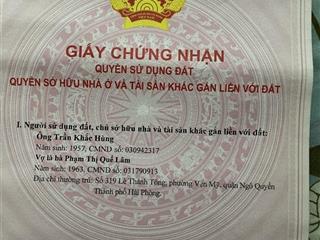 GIẤY CHỨNG NHẬN
QUYỀN SỬ DỤNG ĐẤT
QUYỀN SỞ HỮU NHÀ Ở VÀ TÀI SẢN KHÁC GẮN LIỀN VỚI ĐẤT
I. Người sử dụng đất, chủ sở hữu nhà ở và tài sản khác gắn liền với đất:
Ông Trần Khắc Hùng
Năm sinh: 1957, CMND số: 030942317
Vợ là bà Phạm Thị Quế Lâm
Năm sinh: 1963, CMND số: 031790913
Địa chỉ thường trú: Số 319 Lê Thánh Tông, phường Vạn Mỹ, quận Ngô Quyền
Thành phố Hải Phòng.